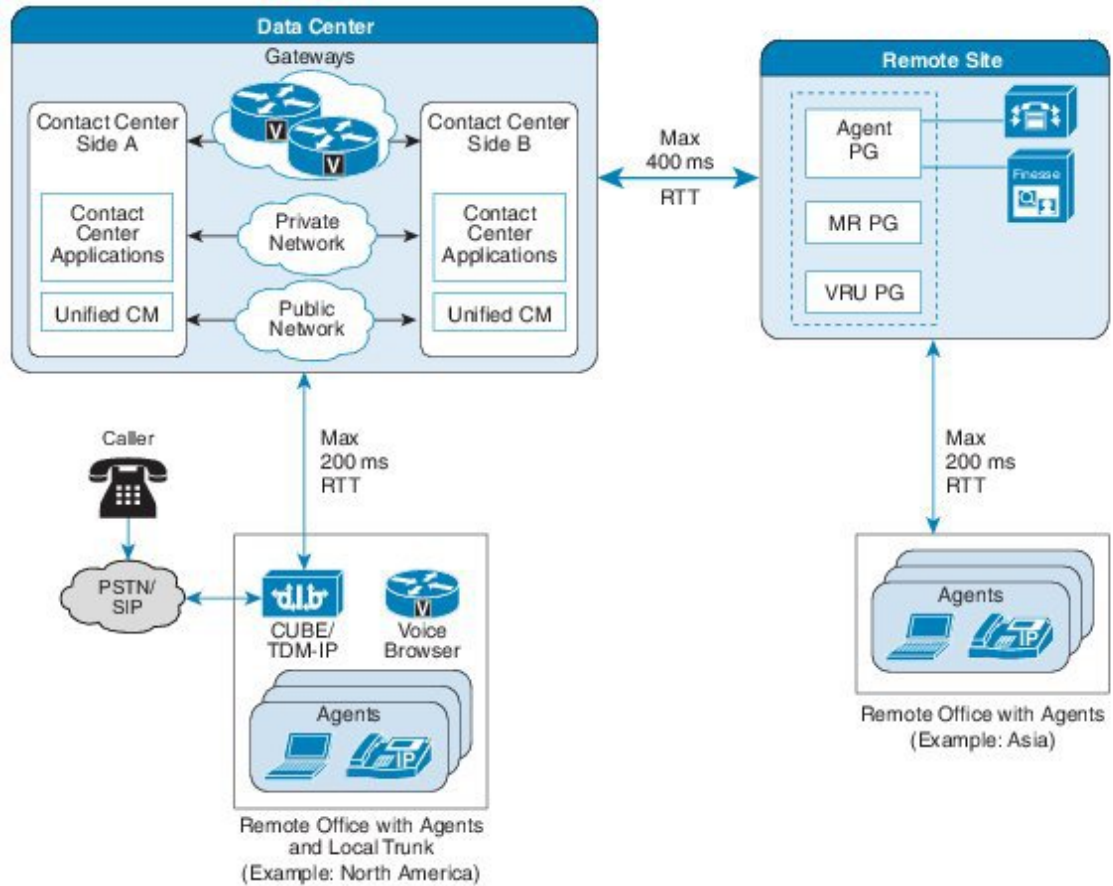 Data Center
Gateways
V
V
Contact Center
Side A
Contact
Center
Applications
Unified CM
Private
Network
Public
Network
Contact Center
Side B
Contact
Center
Applications
Unified CM
Max
400 ms
RTT
Remote Site
Agent
PG
MR PG
VRU PG
Finesse
Caller
PSTN/
SIP
Max
200 ms
RTT
CUBE/
TDM-IP
V
Voice
Browser
Agents
IP
Remote Office with Agents
and Local Trunk
(Example: North America)
Max
200 ms
RTT
Agents
IP
Remote Office with Agents
(Example: Asia)